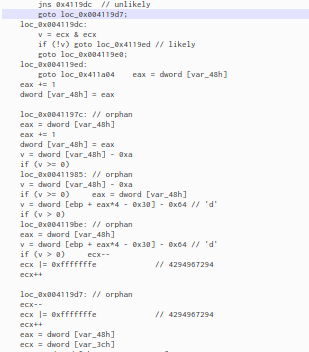 jns 0x4119dc // unlikely
goto loc_0x004119d7;
loc_0x004119dc:
v = ecx & ecx
if (!v) goto loc_0x4119ed // likely
goto loc_0x004119e0;
loc_0x004119ed:
goto loc_0x411a04 eax = dword [var_48h]
eax += 1
dword [var_48h] = eax
loc_0x0041197c: // orphan
eax = dword [var_48h]
eax += 1
dword [var_48h] = eax
v = dword [var_48h] - 0xa
if (v >= 0)
loc_0x00411985: // orphan
v = dword [var_48h] - 0xa
if (v >= 0) eax = dword [var_48h]
v = dword [ebp + eax*4 - 0x30] - 0x64 // 'd'
if (v > 0)
loc_0x004119be: // orphan
eax = dword [var_48h]
v = dword [ebp + eax*4 - 0x30] - 0x64 // 'd'
if (v > 0) ecx--
ecx |= 0xfffffffe // 4294967294
ecx++
loc_0x004119d7: // orphan
ecx--
ecx |= 0xfffffffe // 4294967294
ecx++
eax = dword [var_48h]
ecx = dword [var_3ch]